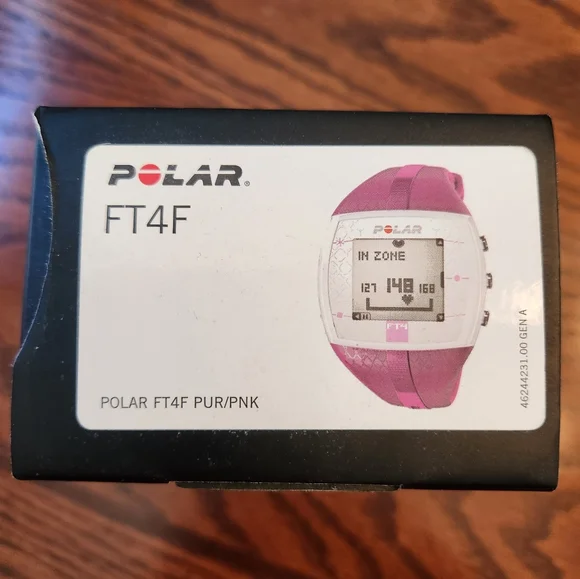 POLAR®
FT4F
POLAR
IN ZONE
127 148 168
FT4
POLAR FT4F PUR/PNK
46244231.00 GEN A